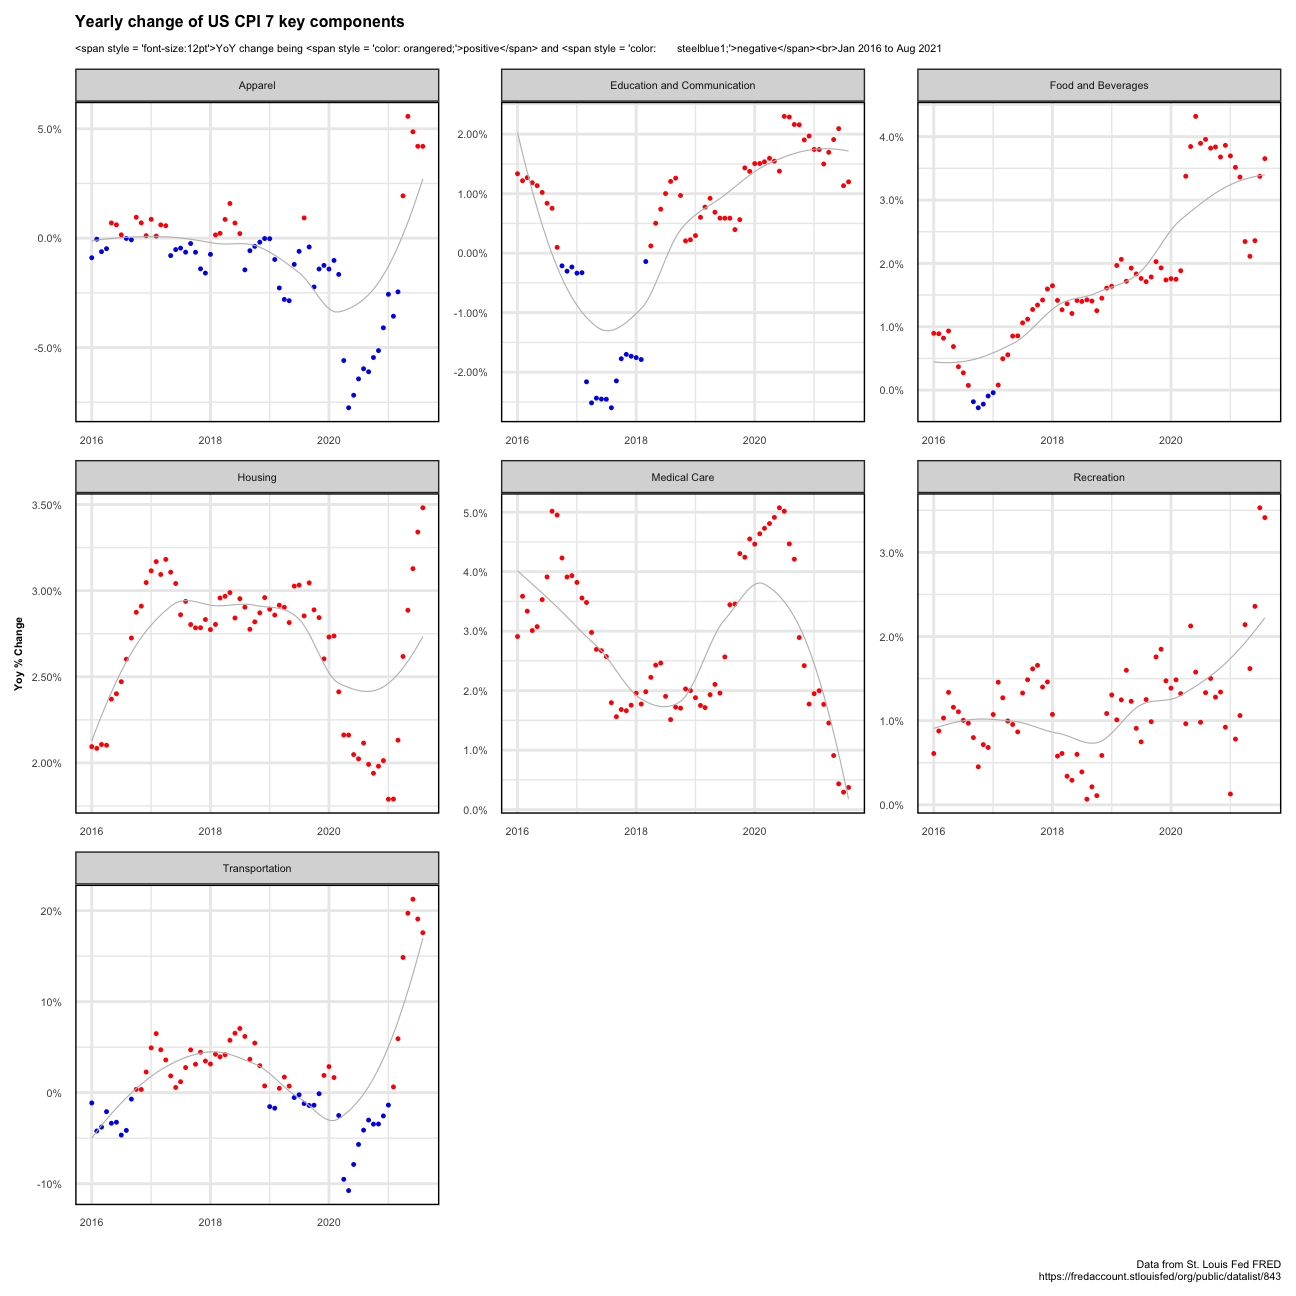 Yearly change of US CPI 7 key components
<span style = 'font-size:12pt'>YoY change being <span style = 'color: orangered;'>positive</span> and <span style = 'color:       steelblue1;'>negative</span><br>Jan 2016 to Aug 2021
Apparel
Education and Communication
Food and Beverages
5.0%
0.0%
-5.0%
2.00%
1.00%
0.00%
-1.00%
-2.00%
4.0%
3.0%
2.0%
1.0%
0.0%
2016 2018 2020
2016 2018 2020
2016 2018 2020
Housing
Medical Care
Recreation
Yoy % Change
3.50%
3.00%
2.50%
2.00%
5.0%
4.0%
3.0%
2.0%
1.0%
0.0%
3.0%
2.0%
1.0%
0.0%
2016 2018 2020
2016 2018 2020
2016 2018 2020
Transportation
20%
10%
0%
-10%
2016 2018 2020
Data from St. Louis Fed FRED
https://fredaccount.stlouisfed/org/public/datalist/843